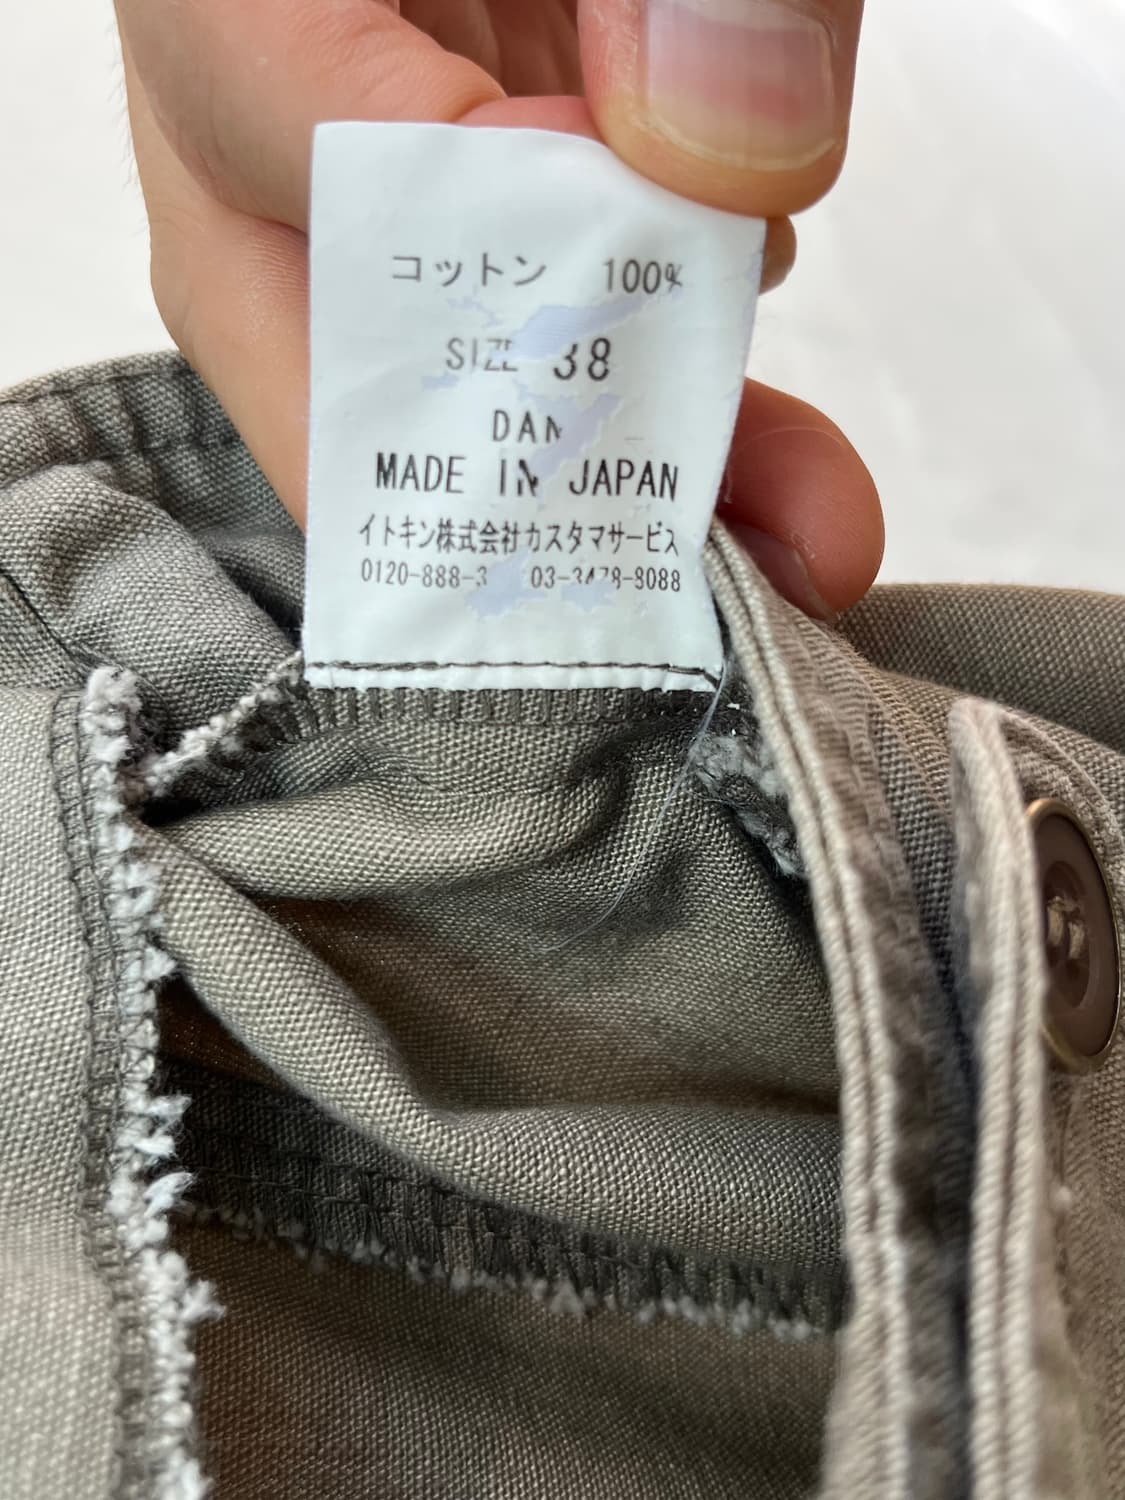 コットン 100%
SIZE 38
MADE IN JAPAN
イトキン株式会社カスタマサービス
03-3478-8088